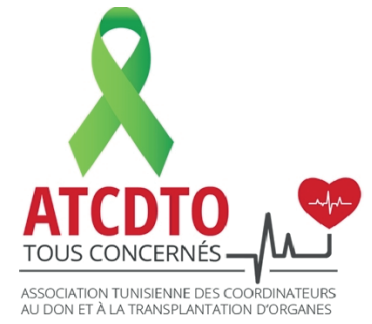 ATCDTO
TOUS CONCERNÉS
ASSOCIATION TUNISIENNE DES COORDINATEURS
AU DON ET À LA TRANSPLANTATION D'ORGANES